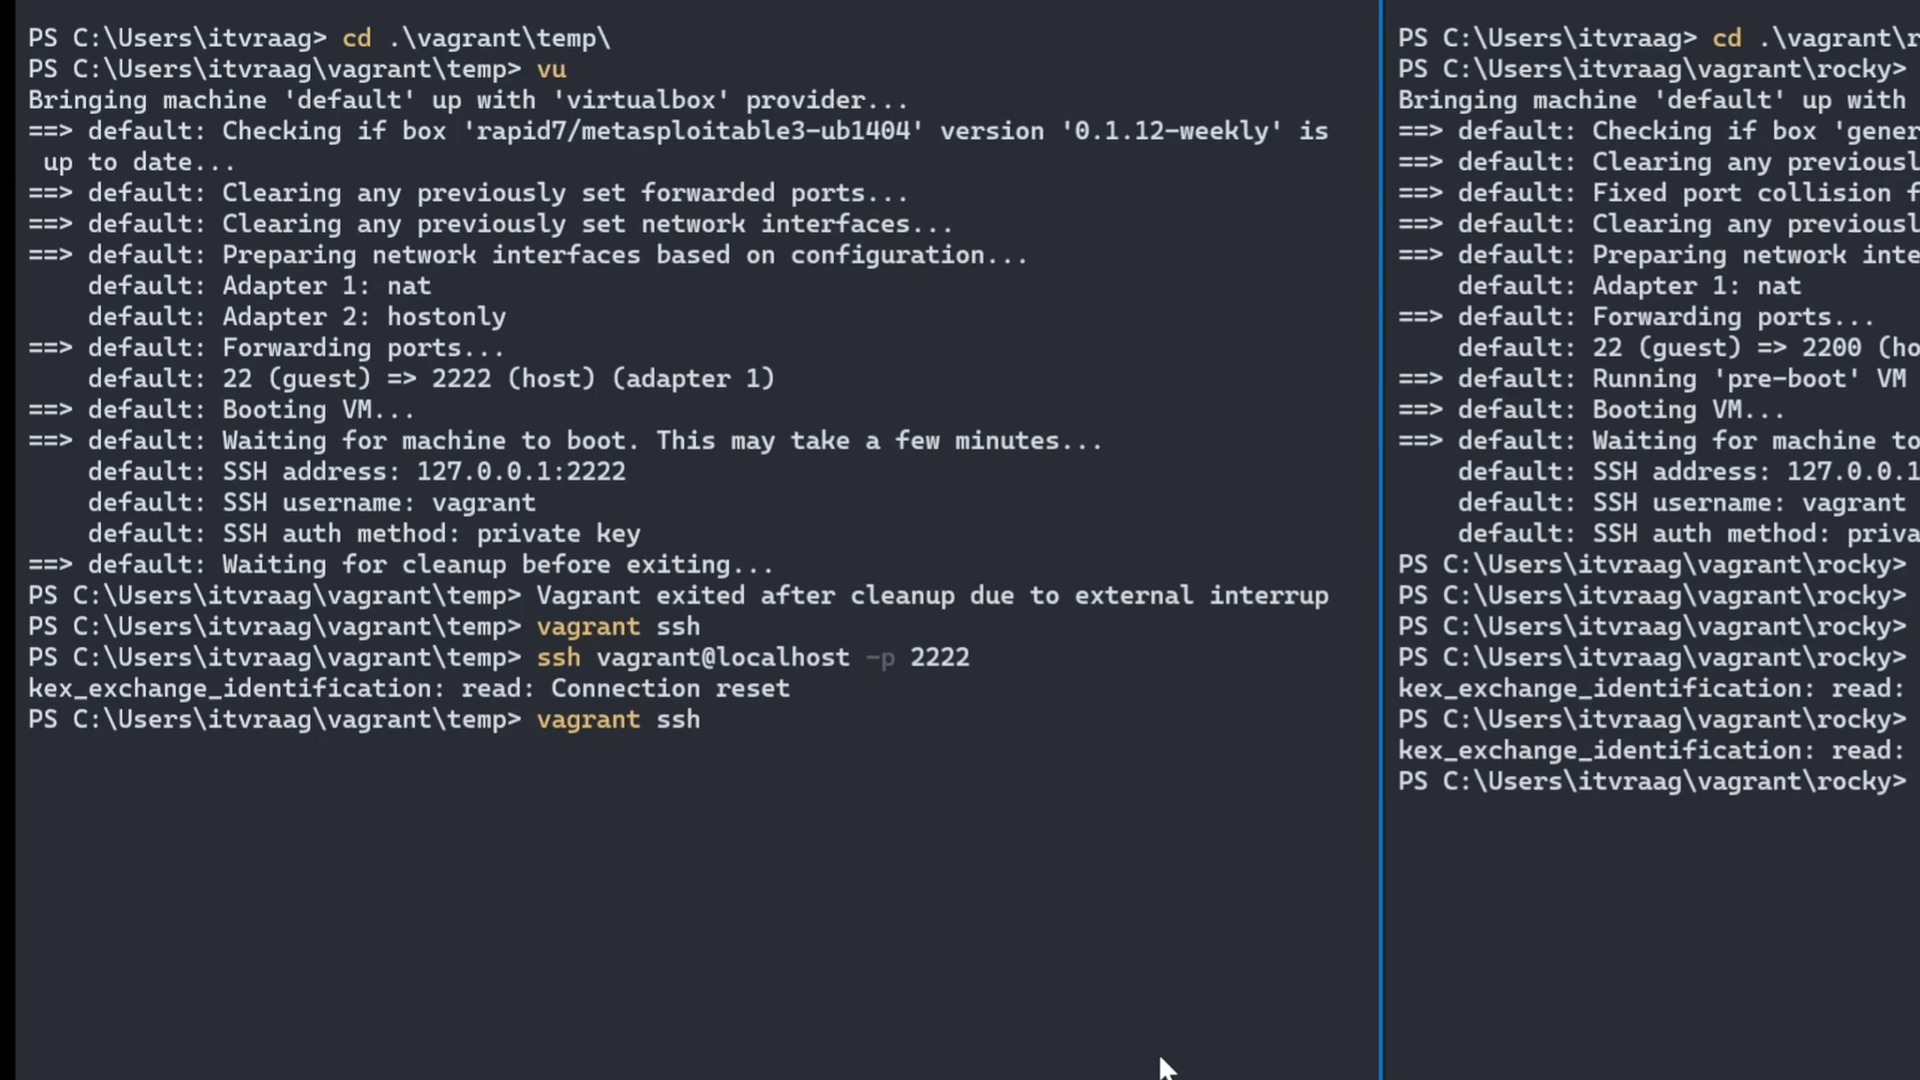 PS C:\Users\itvraag> cd .\vagrant\temp\
PS C:\Users\itvraag\vagrant\temp> vu
Bringing machine 'default' up with 'virtualbox' provider...
==> default: Checking if box 'rapid7/metasploitable3-ub1404' version '0.1.12-weekly' is
 up to date...
==> default: Clearing any previously set forwarded ports...
==> default: Clearing any previously set network interfaces...
==> default: Preparing network interfaces based on configuration...
    default: Adapter 1: nat
    default: Adapter 2: hostonly
==> default: Forwarding ports...
    default: 22 (guest) => 2222 (host) (adapter 1)
==> default: Booting VM...
==> default: Waiting for machine to boot. This may take a few minutes...
    default: SSH address: 127.0.0.1:2222
    default: SSH username: vagrant
    default: SSH auth method: private key
==> default: Waiting for cleanup before exiting...
PS C:\Users\itvraag\vagrant\temp> Vagrant exited after cleanup due to external interrup
PS C:\Users\itvraag\vagrant\temp> vagrant ssh
PS C:\Users\itvraag\vagrant\temp> ssh vagrant@localhost -p 2222
kex_exchange_identification: read: Connection reset
PS C:\Users\itvraag\vagrant\temp> vagrant ssh
PS C:\Users\itvraag> cd .\vagrant\r
PS C:\Users\itvraag\vagrant\rocky>
Bringing machine 'default' up with
==> default: Checking if box 'gener
==> default: Clearing any previousl
==> default: Fixed port collision f
==> default: Clearing any previousl
==> default: Preparing network inte
    default: Adapter 1: nat
==> default: Forwarding ports...
    default: 22 (guest) => 2200 (ho
==> default: Running 'pre-boot' VM
==> default: Booting VM...
==> default: Waiting for machine to
    default: SSH address: 127.0.0.1
    default: SSH username: vagrant
    default: SSH auth method: priva
PS C:\Users\itvraag\vagrant\rocky>
PS C:\Users\itvraag\vagrant\rocky>
PS C:\Users\itvraag\vagrant\rocky>
PS C:\Users\itvraag\vagrant\rocky>
kex_exchange_identification: read:
PS C:\Users\itvraag\vagrant\rocky>
kex_exchange_identification: read:
PS C:\Users\itvraag\vagrant\rocky>